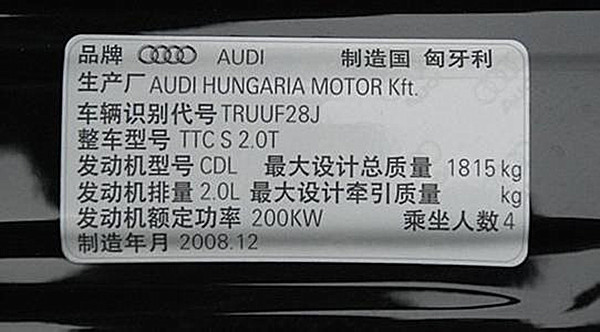 品牌 AUDI 制造国 匈牙利
生产厂 AUDI HUNGARIA MOTOR Kft.
车辆识别代号 TRUUF28J
整车型号 TTC S 2.0T
发动机型号 CDL 最大设计总质量 1815 kg
发动机排量 2.0L 最大设计牵引质量 kg
发动机额定功率 200KW 乘坐人数 4
制造年月 2008.12